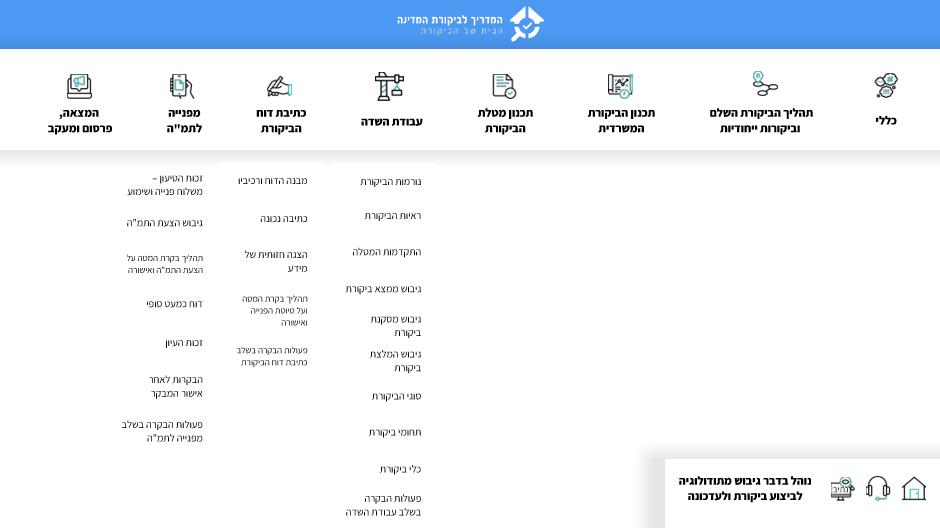 המדריך לביקורת המדינה
הבית של הביקורת
כללי
תהליך הביקורת השלם
וביקורות ייחודיות
תכנון הביקורת
המשרדית
תכנון מטלת
הביקורת
עבודת השדה
כתיבת דוח
הביקורת
מפנייה
לתמ"ה
המצאה,
פרסום ומעקב
נורמות הביקורת
ראיות הביקורת
התקדמות המטלה
גיבוש ממצא ביקורת
גיבוש מסקנת
ביקורת
גיבוש המלצת
ביקורת
סוגי הביקורת
תחומי ביקורת
כלי ביקורת
פעולות הבקרה
בשלב עבודת השדה
מבנה הדוח ורכיביו
כתיבה נכונה
הצגה חזותית של
מידע
תהליך בקרת המטה
ועל טיוטת הפנייה
ואישורה
פעולות הבקרה בשלב
כתיבת דוח הביקורת
זכות הטיעון –
משלוח פנייה ושימוע
גיבוש הצעת התמ"ה
תהליך בקרת המטה על
הצעת התמ"ה ואישורה
דוח כמעט סופי
זכות העיון
הבקרות לאחר
אישור המבקר
פעולות הבקרה בשלב
מפנייה לתמ"ה
נתיבי
נוהל בדבר גיבוש מתודולוגיה
לביצוע ביקורת ולעדכונה